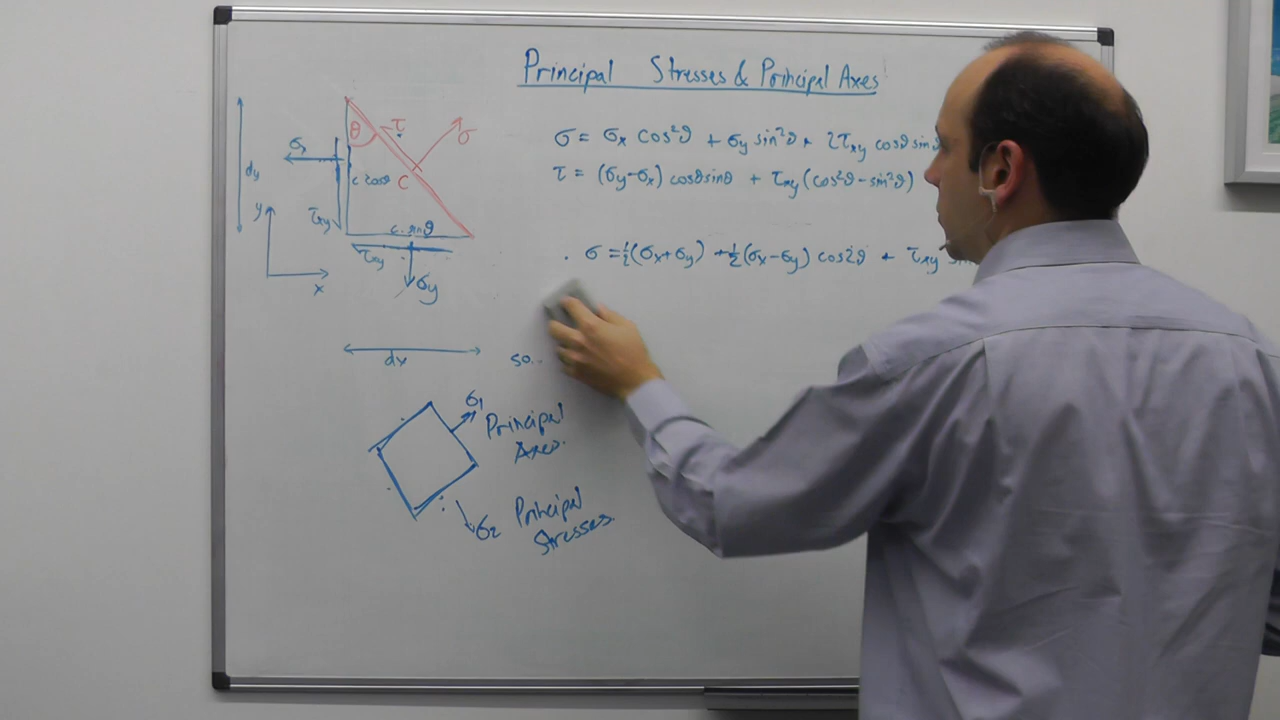 Principal Stresses & Principal Axes
σ = σx cos²θ + σy sin²θ + 2τxy cosθ sinθ
τ = (σy-σx) cosθsinθ + τxy (cos²θ-sin²θ)
σ = ½(σx+σy) + ½(σx-σy) cos2θ + τxy
θ
τ
σ
σx
dy
c cosθ
C
τxy
y
c sinθ
τxy
x
σy
dx
so..
σ1
Principal
Axes.
σ2 Principal
Stresses.